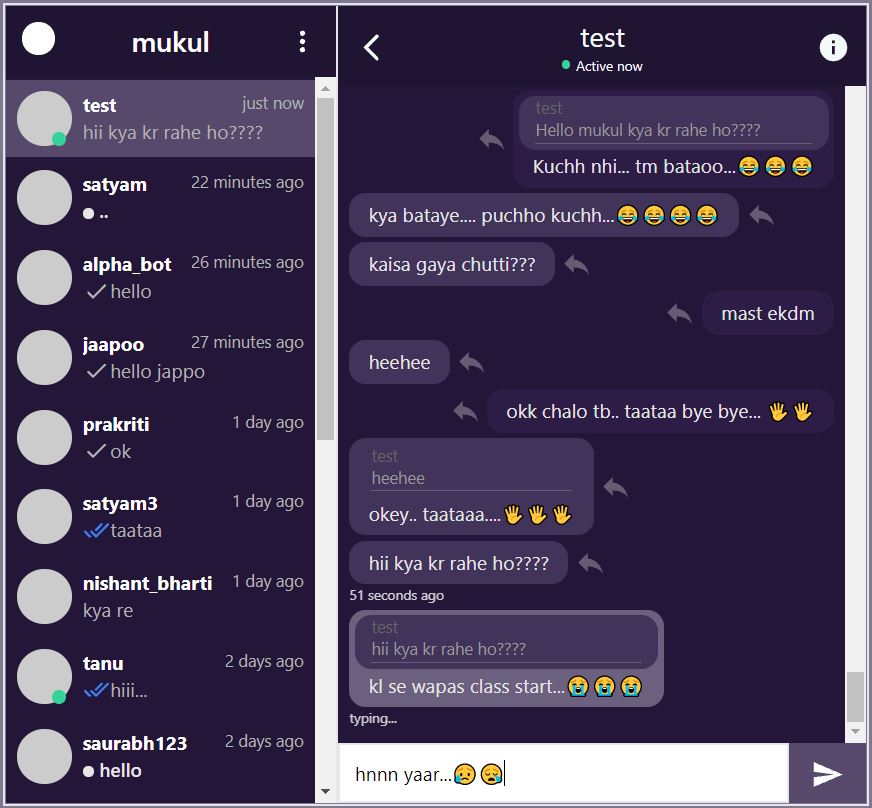 mukul
test
just now
hii kya kr rahe ho????
satyam
22 minutes ago
..
alpha_bot
26 minutes ago
hello
jaapoo
27 minutes ago
hello jappo
prakriti
1 day ago
ok
satyam3
1 day ago
taataa
nishant_bharti
1 day ago
kya re
tanu
2 days ago
hiii...
saurabh123
2 days ago
hello
test
Active now
test
Hello mukul kya kr rahe ho????
Kuchh nhi... tm bataoo...😂😂😂
kya bataye.... puchho kuchh...😂😂😂😂
kaisa gaya chutti???
mast ekdm
heehee
okk chalo tb.. taataa bye bye... 🖐🖐
test
heehee
okey.. taataaa....🖐🖐🖐
hii kya kr rahe ho????
51 seconds ago
test
hii kya kr rahe ho????
kl se wapas class start...😭😭😭
typing...
hnnn yaar...😥😪